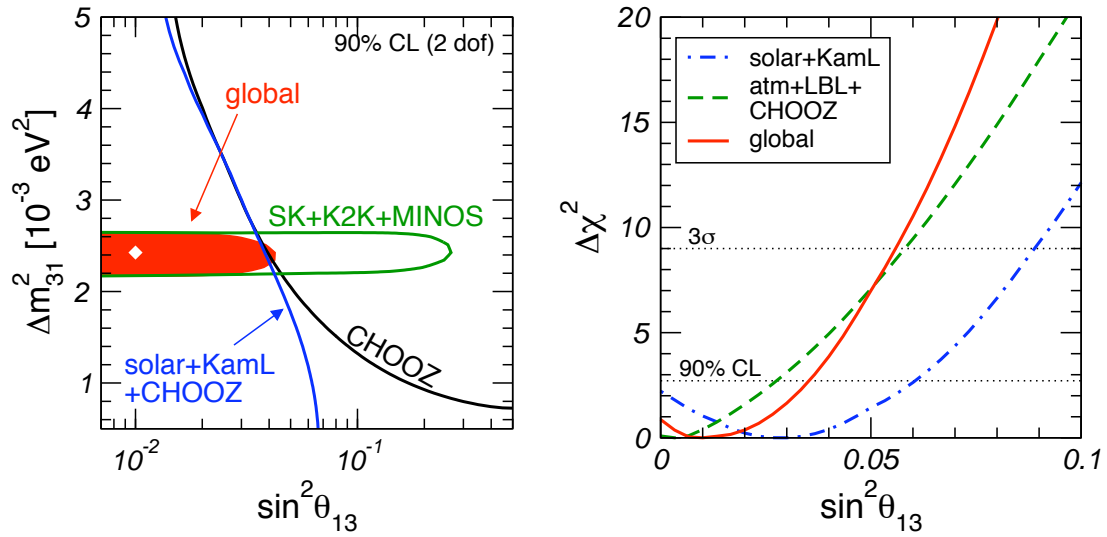 90% CL (2 dof)
global
SK+K2K+MINOS
CHOOZ
solar+KamL
+CHOOZ
5
4
3
2
1
Δm²₃₁ [10⁻³ eV²]
10⁻²
10⁻¹
sin²θ₁₃
solar+KamL
atm+LBL+
CHOOZ
global
3σ
90% CL
20
15
10
5
0
Δχ²
0
0.05
0.1
sin²θ₁₃